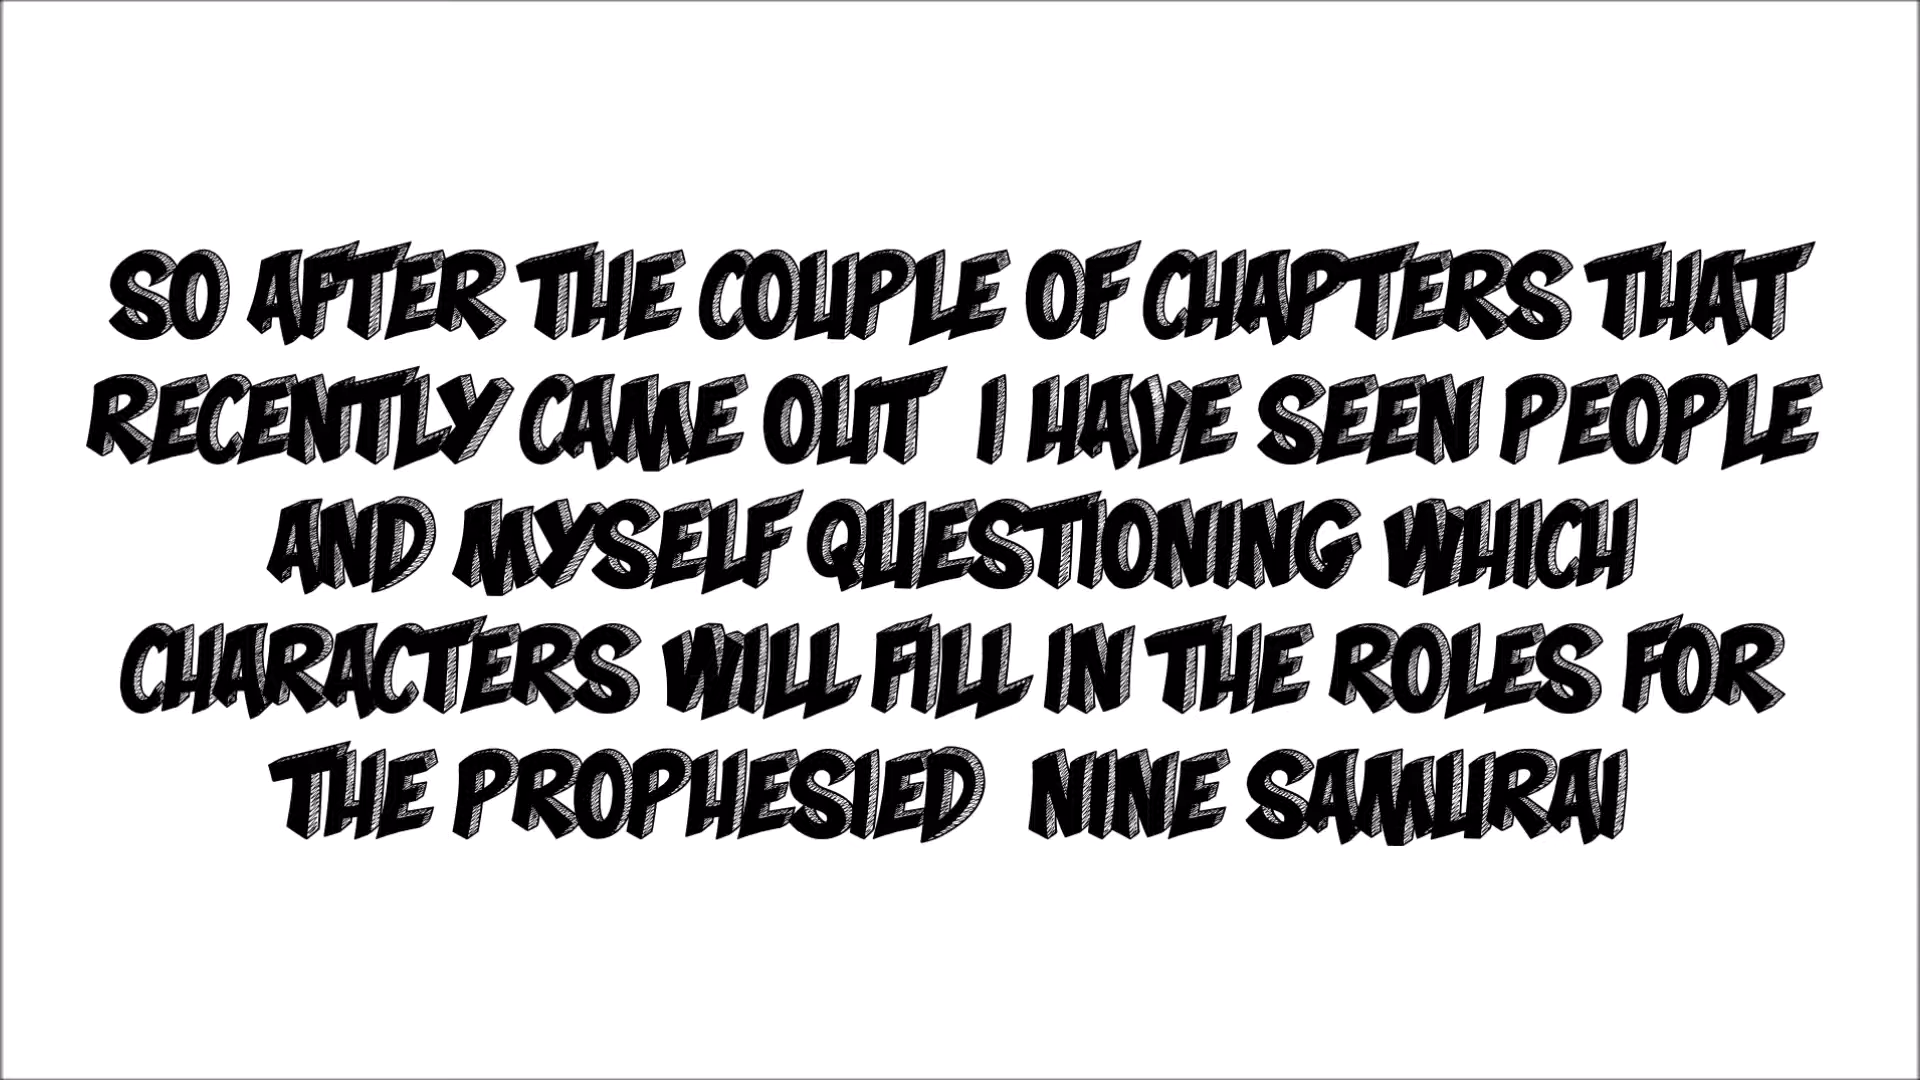 SO AFTER THE COUPLE OF CHAPTERS THAT
RECENTLY CAME OUT I HAVE SEEN PEOPLE
AND MYSELF QUESTIONING WHICH
CHARACTERS WILL FILL IN THE ROLES FOR
THE PROPHESIED NINE SAMURAI